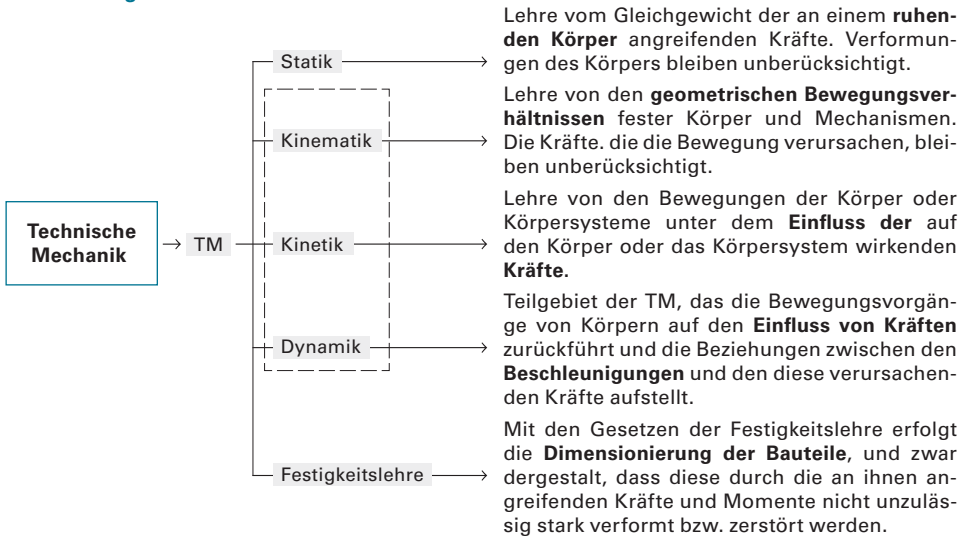 Lehre vom Gleichgewicht der an einem ruhen-
den Körper angreifenden Kräfte. Verformun-
gen des Körpers bleiben unberücksichtigt.
Statik
Lehre von den geometrischen Bewegungsver-
hältnissen fester Körper und Mechanismen.
Die Kräfte. die die Bewegung verursachen, blei-
ben unberücksichtigt.
Kinematik
Technische
Mechanik
TM
Lehre von den Bewegungen der Körper oder
Körpersysteme unter dem Einfluss der auf
den Körper oder das Körpersystem wirkenden
Kräfte.
Kinetik
Teilgebiet der TM, das die Bewegungsvorgän-
ge von Körpern auf den Einfluss von Kräften
zurückführt und die Beziehungen zwischen den
Beschleunigungen und den diese verursachen-
den Kräfte aufstellt.
Dynamik
Mit den Gesetzen der Festigkeitslehre erfolgt
die Dimensionierung der Bauteile, und zwar
dergestalt, dass diese durch die an ihnen an-
greifenden Kräfte und Momente nicht unzuläs-
sig stark verformt bzw. zerstört werden.
Festigkeitslehre